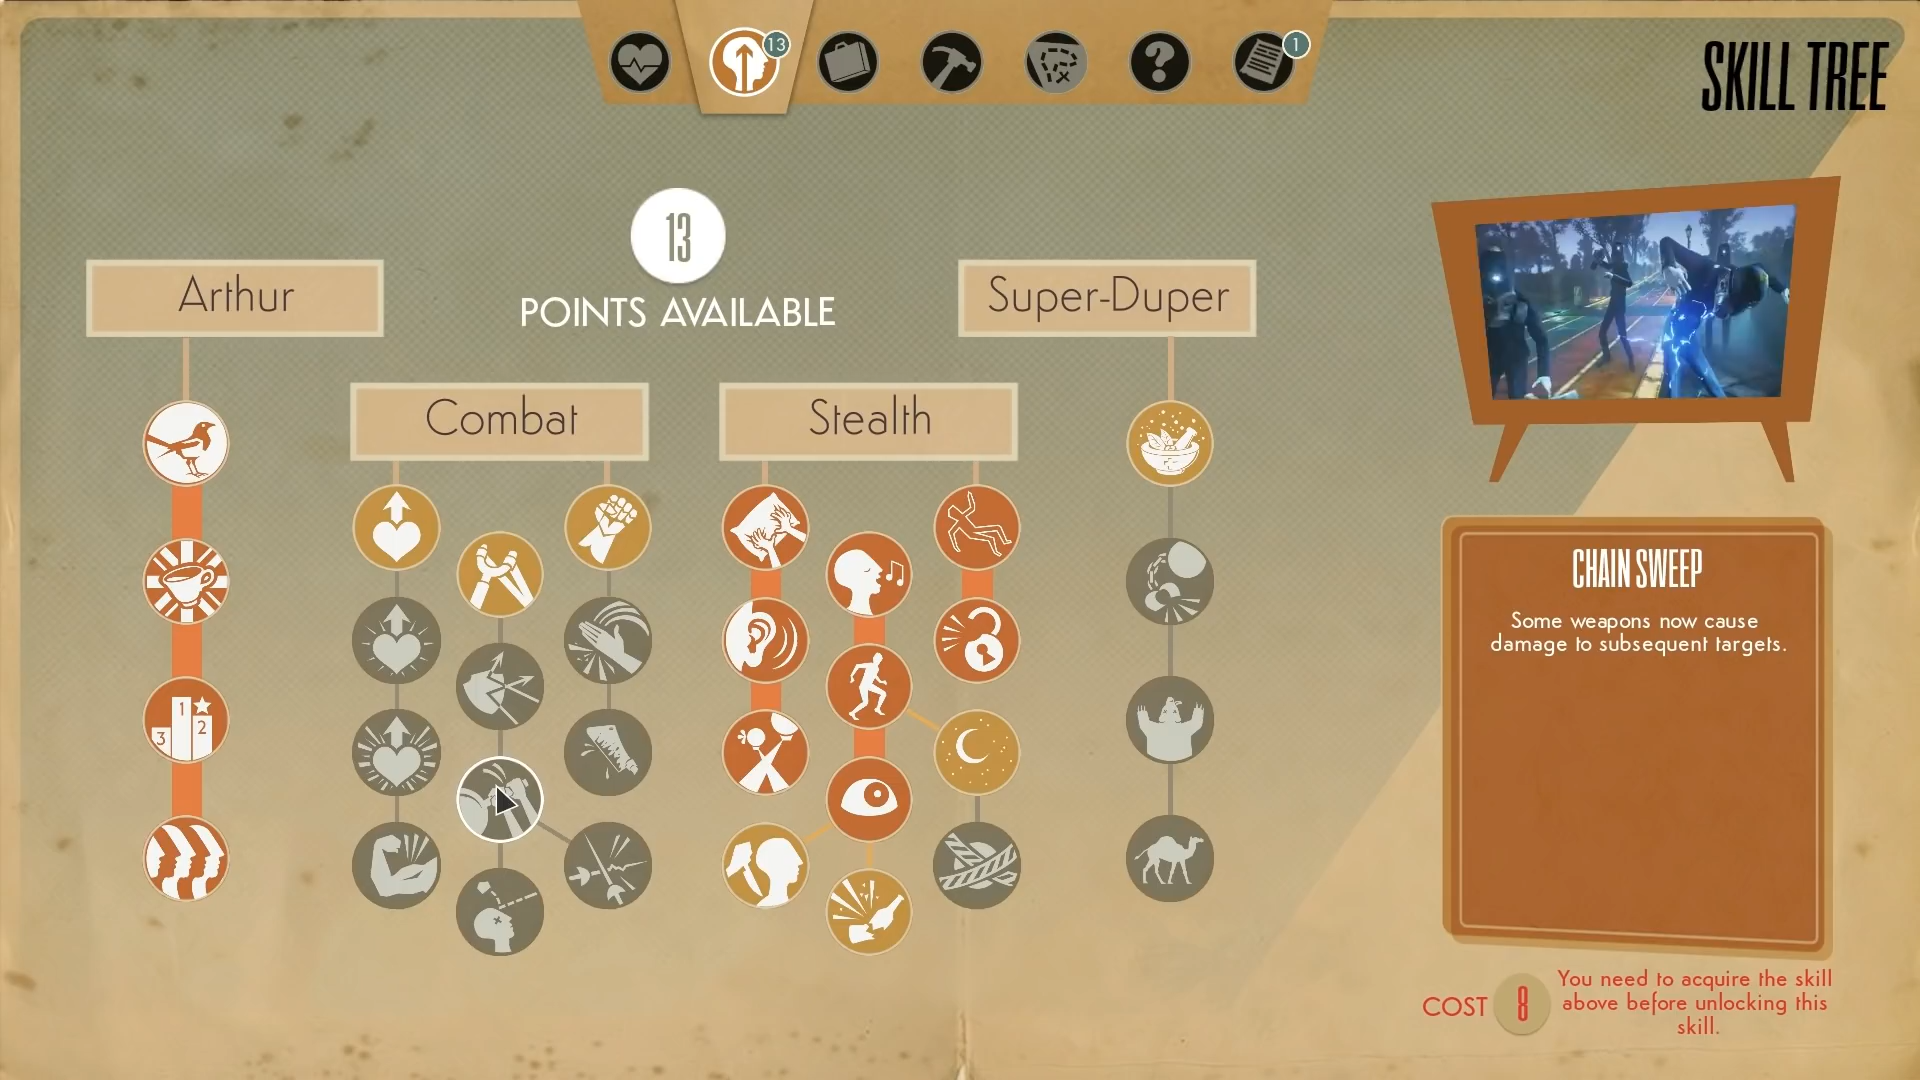 13
1
SKILL TREE
13
POINTS AVAILABLE
Arthur
Super-Duper
Combat
Stealth
1
2
3
CHAIN SWEEP
Some weapons now cause
damage to subsequent targets.
COST 8
You need to acquire the skill
above before unlocking this
skill.